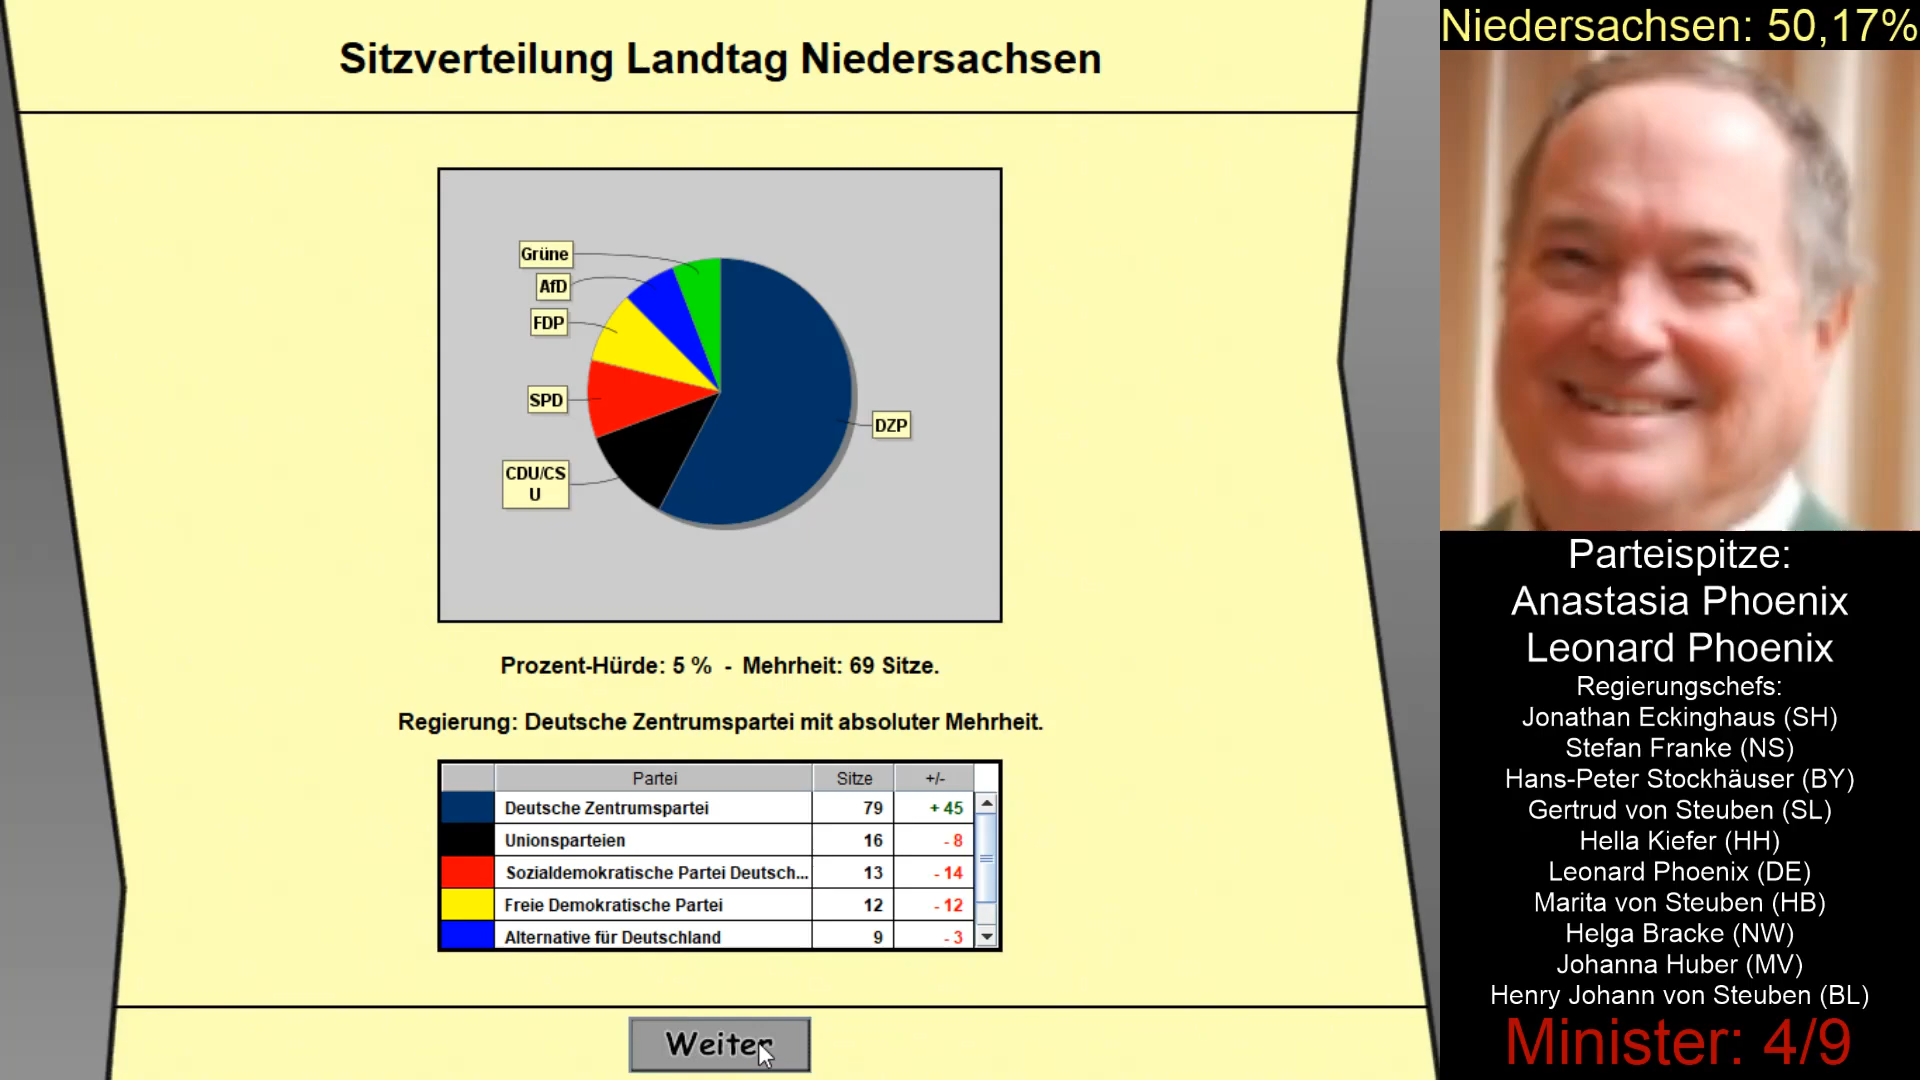 Sitzverteilung Landtag Niedersachsen
Grüne
AfD
FDP
SPD
CDU/CS
U
DZP
Prozent-Hürde: 5 % - Mehrheit: 69 Sitze.
Regierung: Deutsche Zentrumspartei mit absoluter Mehrheit.
Partei Sitze +/-
Deutsche Zentrumspartei 79 + 45
Unionsparteien 16 - 8
Sozialdemokratische Partei Deutsch... 13 - 14
Freie Demokratische Partei 12 - 12
Alternative für Deutschland 9 - 3
Weiter
Niedersachsen: 50,17%
Parteispitze:
Anastasia Phoenix
Leonard Phoenix
Regierungschefs:
Jonathan Eckinghaus (SH)
Stefan Franke (NS)
Hans-Peter Stockhäuser (BY)
Gertrud von Steuben (SL)
Hella Kiefer (HH)
Leonard Phoenix (DE)
Marita von Steuben (HB)
Helga Bracke (NW)
Johanna Huber (MV)
Henry Johann von Steuben (BL)
Minister: 4/9